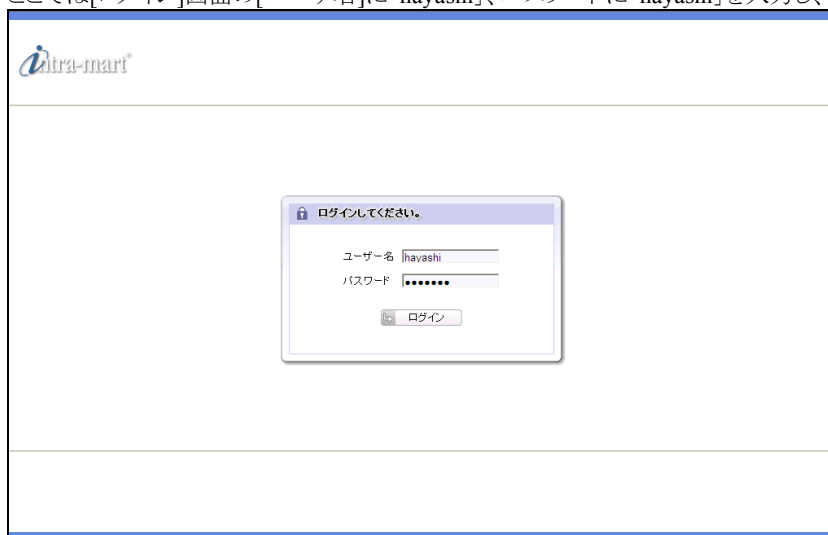 intra-mart
ログインしてください。
ユーザー名 hayashi
パスワード •••••••
ログイン